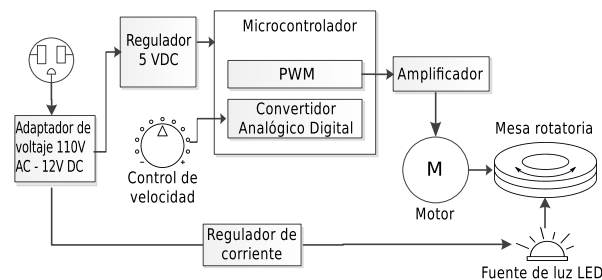 Microcontrolador
Regulador
5 VDC
PWM
Amplificador
Convertidor
Analógico Digital
Adaptador de
voltaje 110V
AC - 12V DC
- +
Control de
velocidad
Mesa rotatoria
M
Motor
Regulador de
corriente
Fuente de luz LED